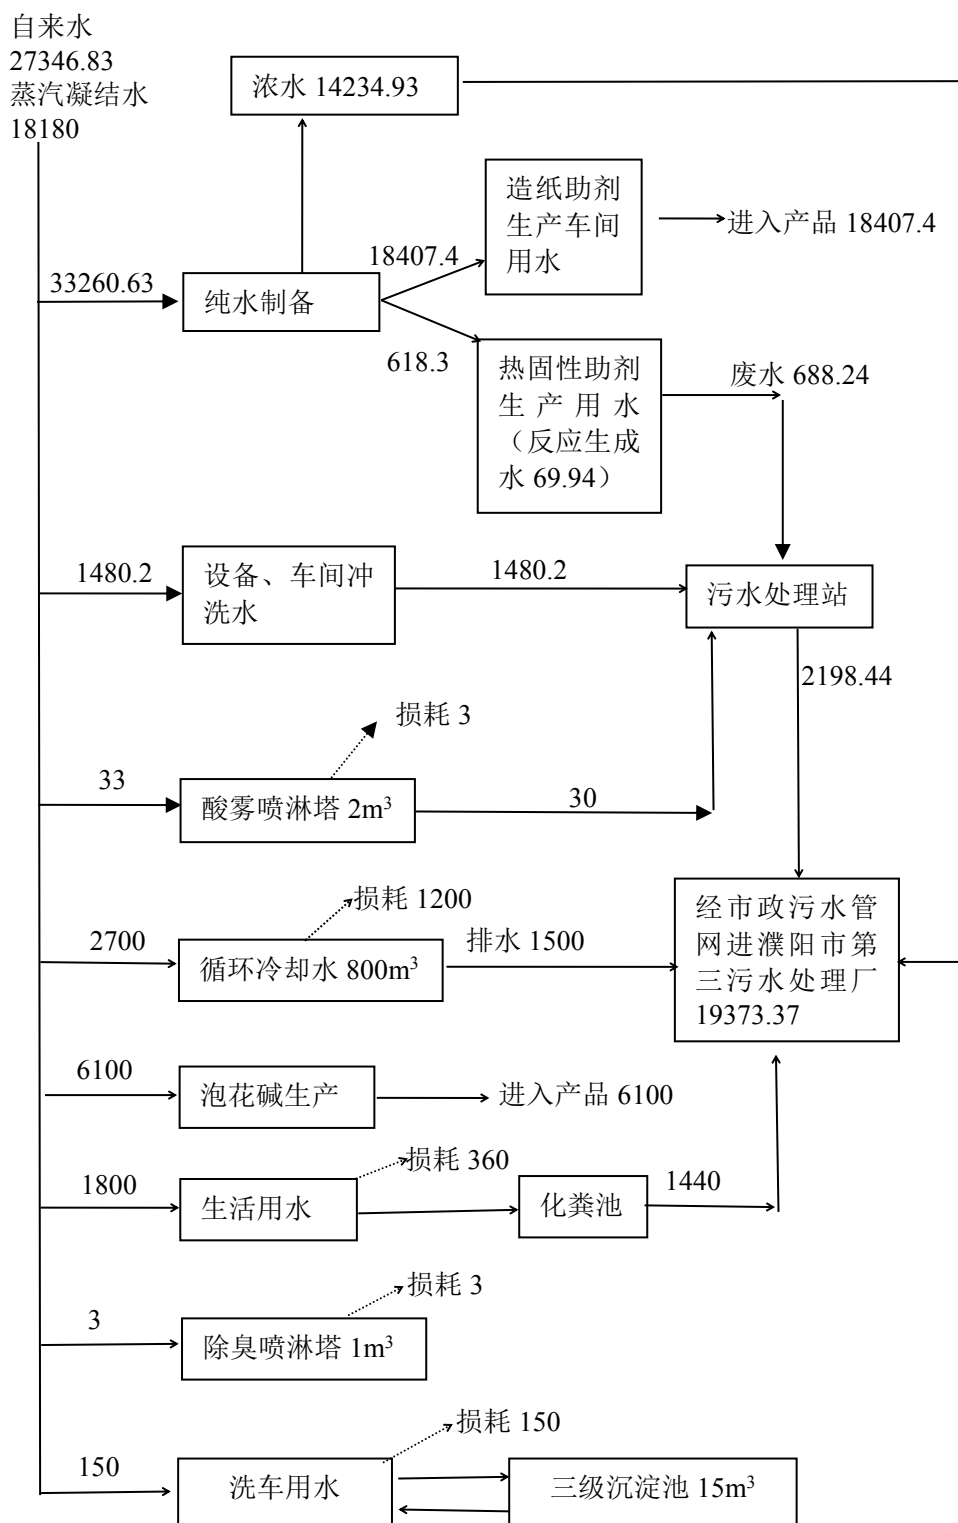 自来水
27346.83
蒸汽凝结水
18180
浓水 14234.93
造纸助剂
生产车间
用水
进入产品 18407.4
18407.4
33260.63
纯水制备
618.3
热固性助剂
生产用水
（反应生成
水 69.94）
废水 688.24
1480.2
设备、车间冲
洗水
1480.2
污水处理站
2198.44
损耗 3
33
酸雾喷淋塔 2m³
30
损耗 1200
2700
循环冷却水 800m³
排水 1500
经市政污水管
网进濮阳市第
三污水处理厂
19373.37
6100
泡花碱生产
进入产品 6100
损耗 360
1800
生活用水
化粪池
1440
损耗 3
3
除臭喷淋塔 1m³
损耗 150
150
洗车用水
三级沉淀池 15m³